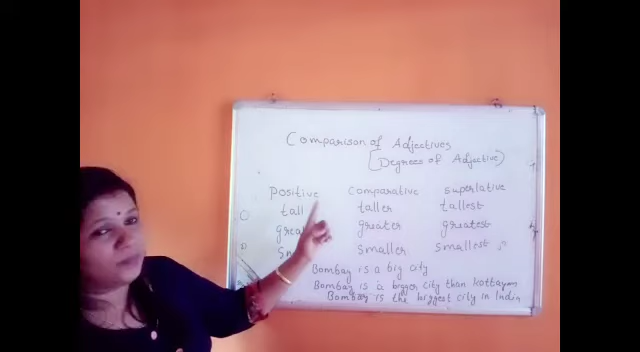 Comparison of Adjectives
[Degrees of Adjective)
Positive Comparative Superlative
tall taller tallest
greater greatest
smaller smallest
Bombay is a big city
Bombay is a bigger city than Kottayam
Bombay is the biggest city in India